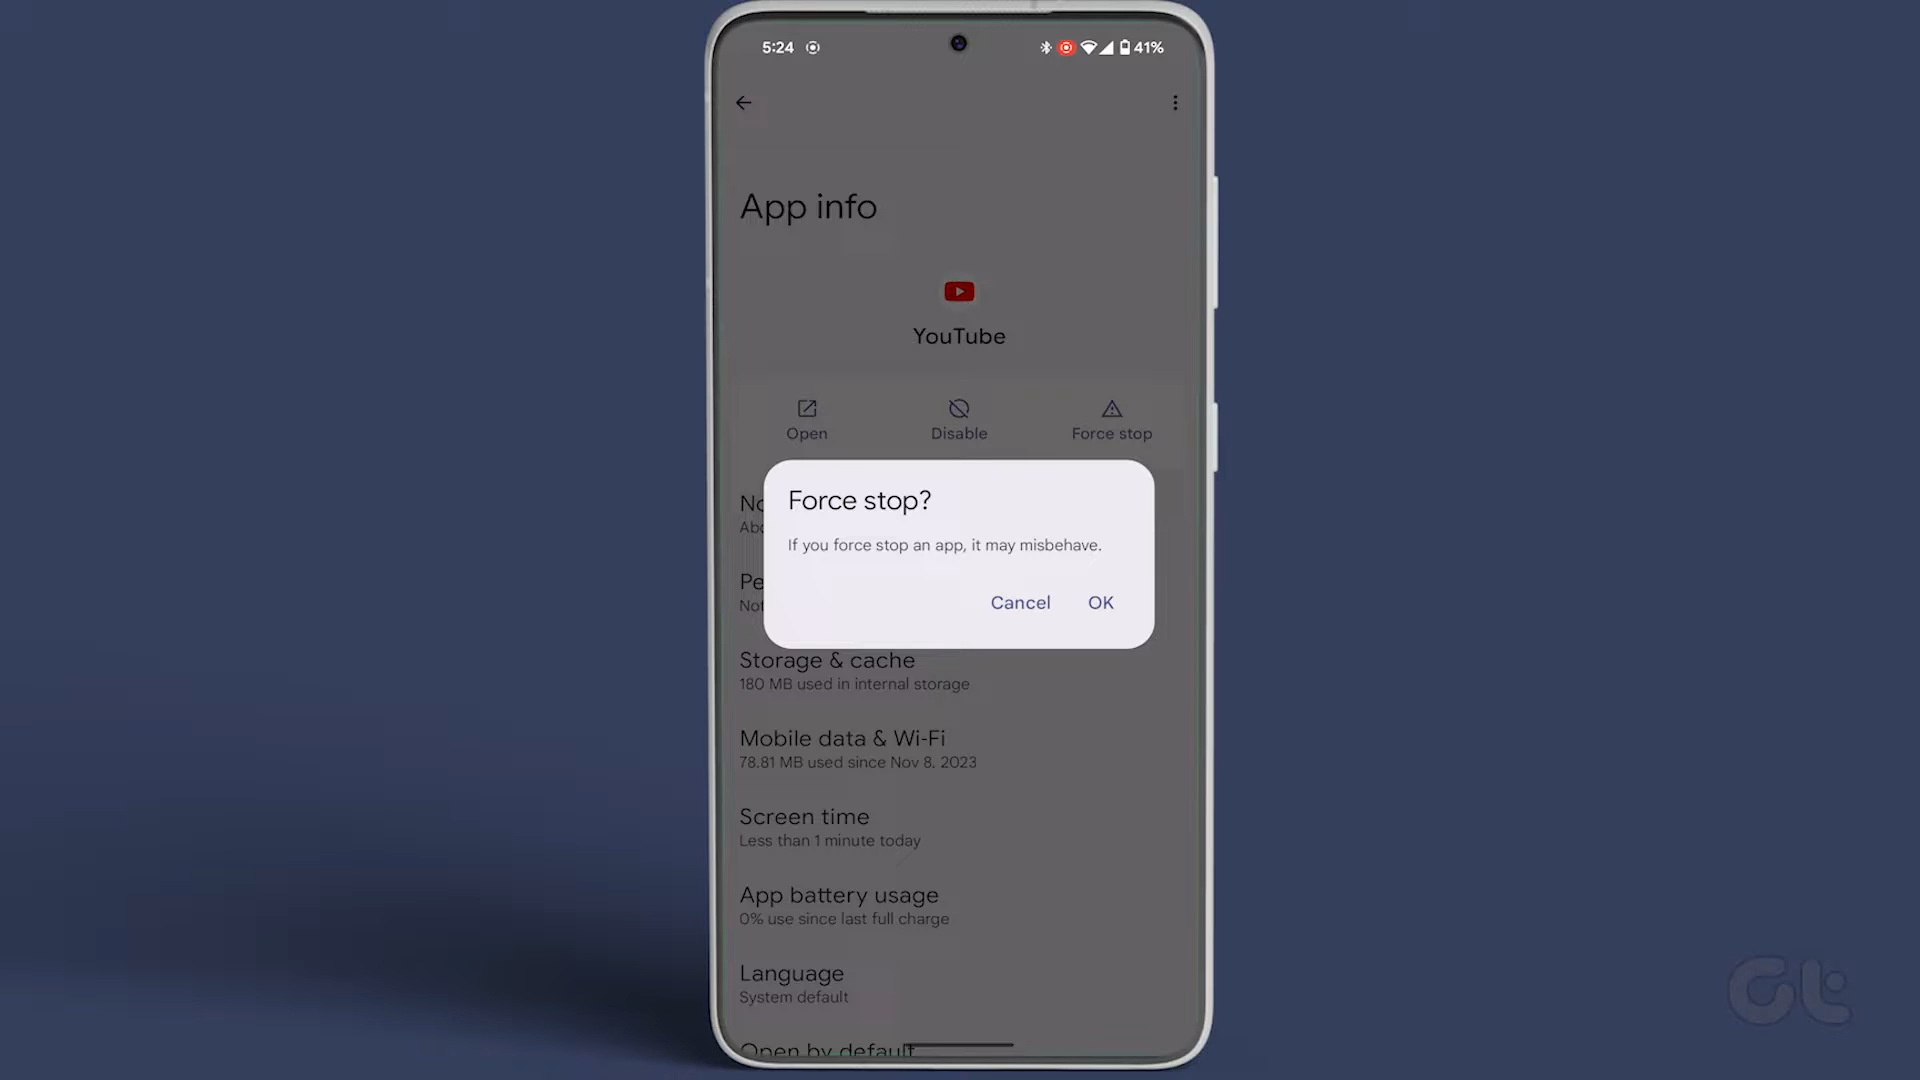 5:24
41%
App info
YouTube
Open
Disable
Force stop
Force stop?
If you force stop an app, it may misbehave.
Cancel
OK
No
Abo
Pe
Not
Storage & cache
180 MB used in internal storage
Mobile data & Wi-Fi
78.81 MB used since Nov 8, 2023
Screen time
Less than 1 minute today
App battery usage
0% use since last full charge
Language
System default
Open by default
Gt